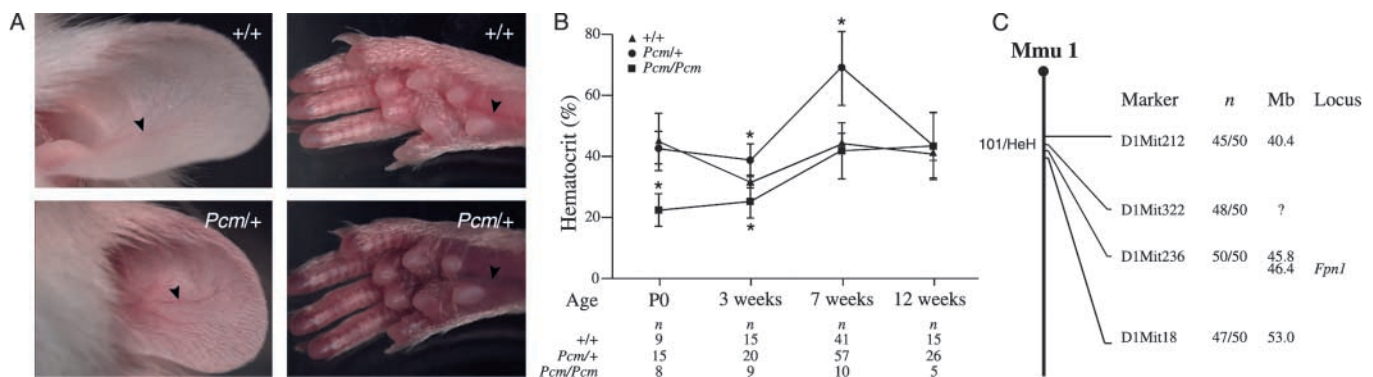 A
+/+
+/+
Pcm/+
Pcm/+
B
80
60
40
20
0
Hematocrit (%)
+/+
Pcm/+
Pcm/Pcm
*
*
*
*
Age P0 3 weeks 7 weeks 12 weeks
n n n n
+/+ 9 15 41 15
Pcm/+ 15 20 57 26
Pcm/Pcm 8 9 10 5
C
Mmu 1
101/HeH
Marker n Mb Locus
D1Mit212 45/50 40.4
D1Mit322 48/50 ?
D1Mit236 50/50 45.8
46.4 Fpn1
D1Mit18 47/50 53.0